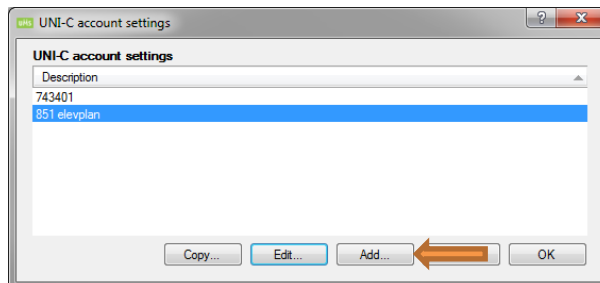 UNI-C account settings
UNI-C account settings
Description
743401
851 elevplan
Copy... Edit... Add... OK